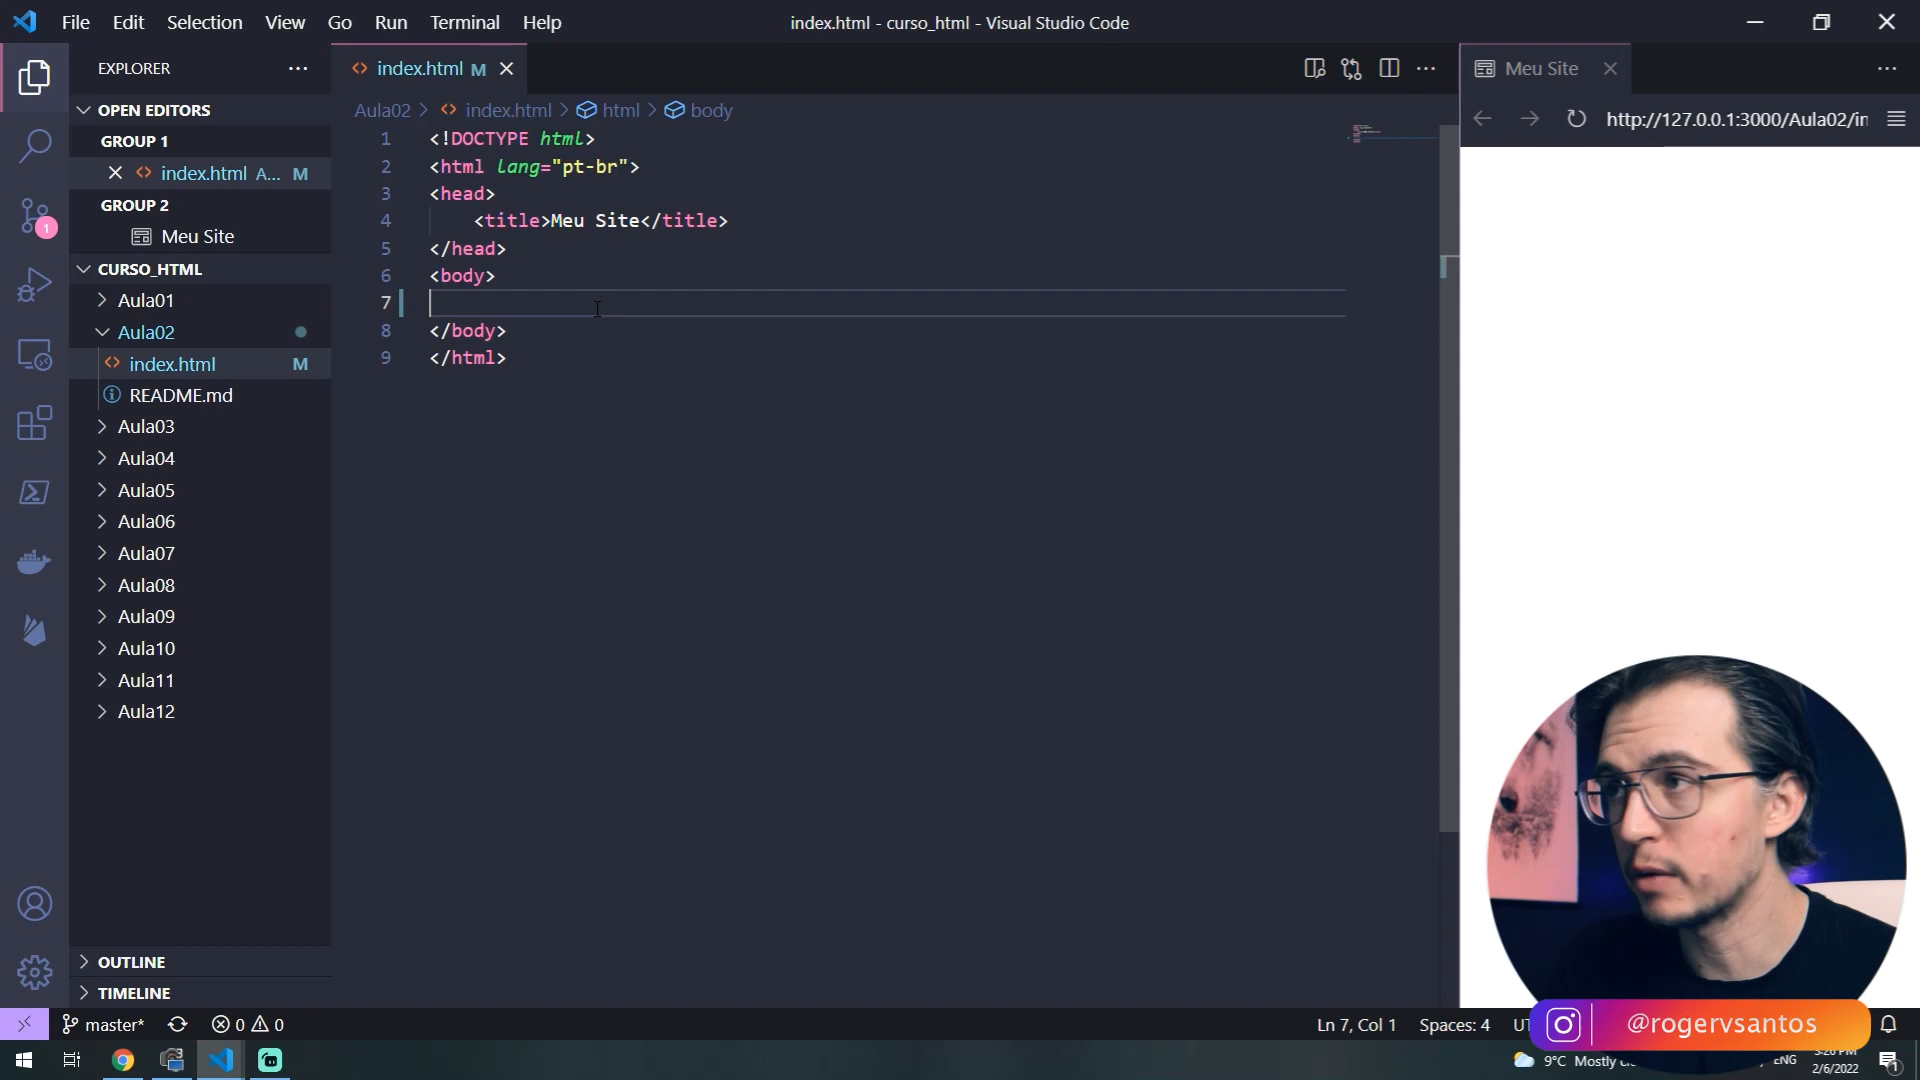 File Edit Selection View Go Run Terminal Help
index.html - curso_html - Visual Studio Code
EXPLORER
index.html M
Meu Site
OPEN EDITORS
Aula02 > index.html > html > body
http://127.0.0.1:3000/Aula02/in
GROUP 1
index.html A... M
GROUP 2
Meu Site
CURSO_HTML
Aula01
Aula02
index.html M
README.md
Aula03
Aula04
Aula05
Aula06
Aula07
Aula08
Aula09
Aula10
Aula11
Aula12
OUTLINE
TIMELINE
1 <!DOCTYPE html>
2 <html lang="pt-br">
3 <head>
4 <title>Meu Site</title>
5 </head>
6 <body>
7
8 </body>
9 </html>
1
master* 0 0
Ln 7, Col 1 Spaces: 4
@rogervsantos
9°C Mostly ENG
2/6/2022
1